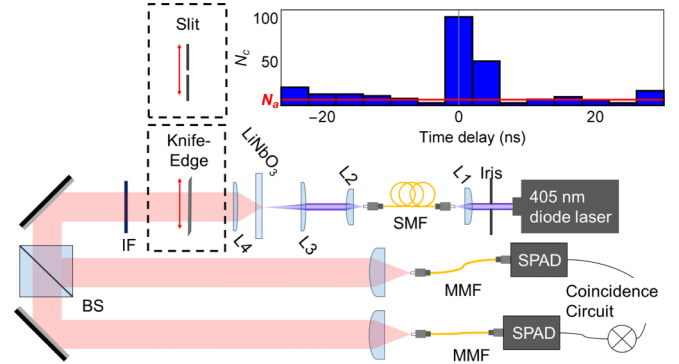 Slit
100
50
N_c
N_a
−20
0
20
Time delay (ns)
Knife-
Edge
LiNbO₃
L4
L3
L2
SMF
L1
Iris
405 nm
diode laser
IF
BS
MMF
SPAD
Coincidence
Circuit
MMF
SPAD